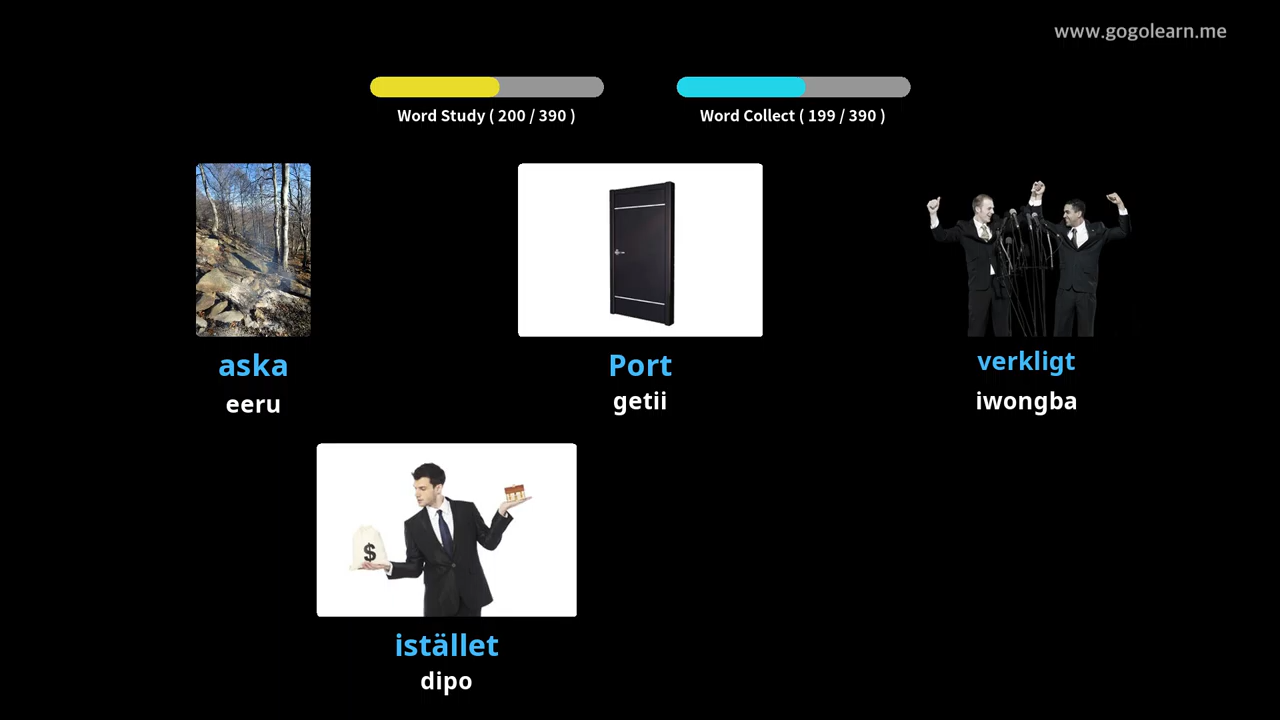 www.gogolearn.me
Word Study ( 200 / 390 )
Word Collect ( 199 / 390 )
aska
eeru
Port
getii
verkligt
iwongba
$
istället
dipo